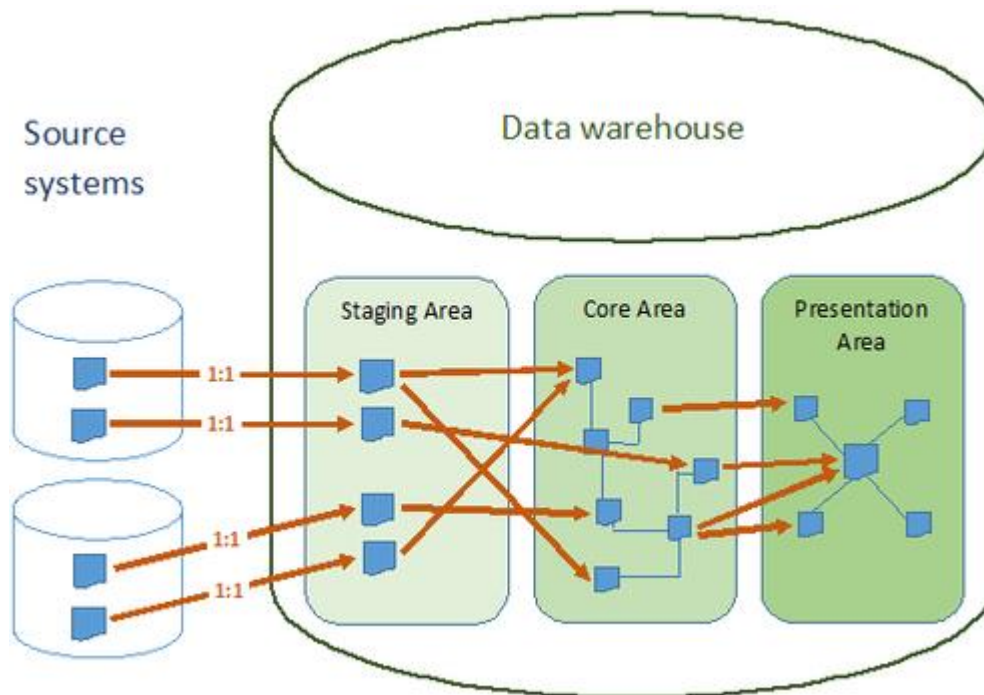 Source
systems
Data warehouse
Staging Area
Core Area
Presentation
Area
1:1
1:1
1:1
1:1